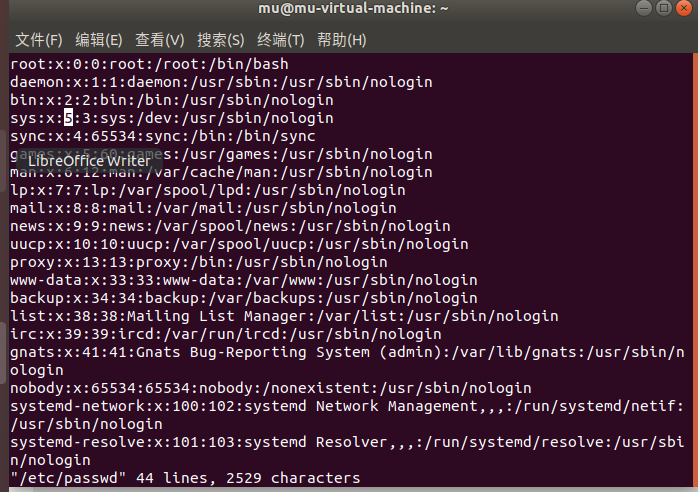 mu@mu-virtual-machine: ~
文件(F) 编辑(E) 查看(V) 搜索(S) 终端(T) 帮助(H)
root:x:0:0:root:/root:/bin/bash
daemon:x:1:1:daemon:/usr/sbin:/usr/sbin/nologin
bin:x:2:2:bin:/bin:/usr/sbin/nologin
sys:x:5:3:sys:/dev:/usr/sbin/nologin
sync:x:4:65534:sync:/bin:/bin/sync
games:x:5:60:games:/usr/games:/usr/sbin/nologin
LibreOffice Writer
man:x:6:12:man:/var/cache/man:/usr/sbin/nologin
lp:x:7:7:lp:/var/spool/lpd:/usr/sbin/nologin
mail:x:8:8:mail:/var/mail:/usr/sbin/nologin
news:x:9:9:news:/var/spool/news:/usr/sbin/nologin
uucp:x:10:10:uucp:/var/spool/uucp:/usr/sbin/nologin
proxy:x:13:13:proxy:/bin:/usr/sbin/nologin
www-data:x:33:33:www-data:/var/www:/usr/sbin/nologin
backup:x:34:34:backup:/var/backups:/usr/sbin/nologin
list:x:38:38:Mailing List Manager:/var/list:/usr/sbin/nologin
irc:x:39:39:ircd:/var/run/ircd:/usr/sbin/nologin
gnats:x:41:41:Gnats Bug-Reporting System (admin):/var/lib/gnats:/usr/sbin/n
ologin
nobody:x:65534:65534:nobody:/nonexistent:/usr/sbin/nologin
systemd-network:x:100:102:systemd Network Management,,,:/run/systemd/netif:
/usr/sbin/nologin
systemd-resolve:x:101:103:systemd Resolver,,,:/run/systemd/resolve:/usr/sbi
n/nologin
"/etc/passwd" 44 lines, 2529 characters